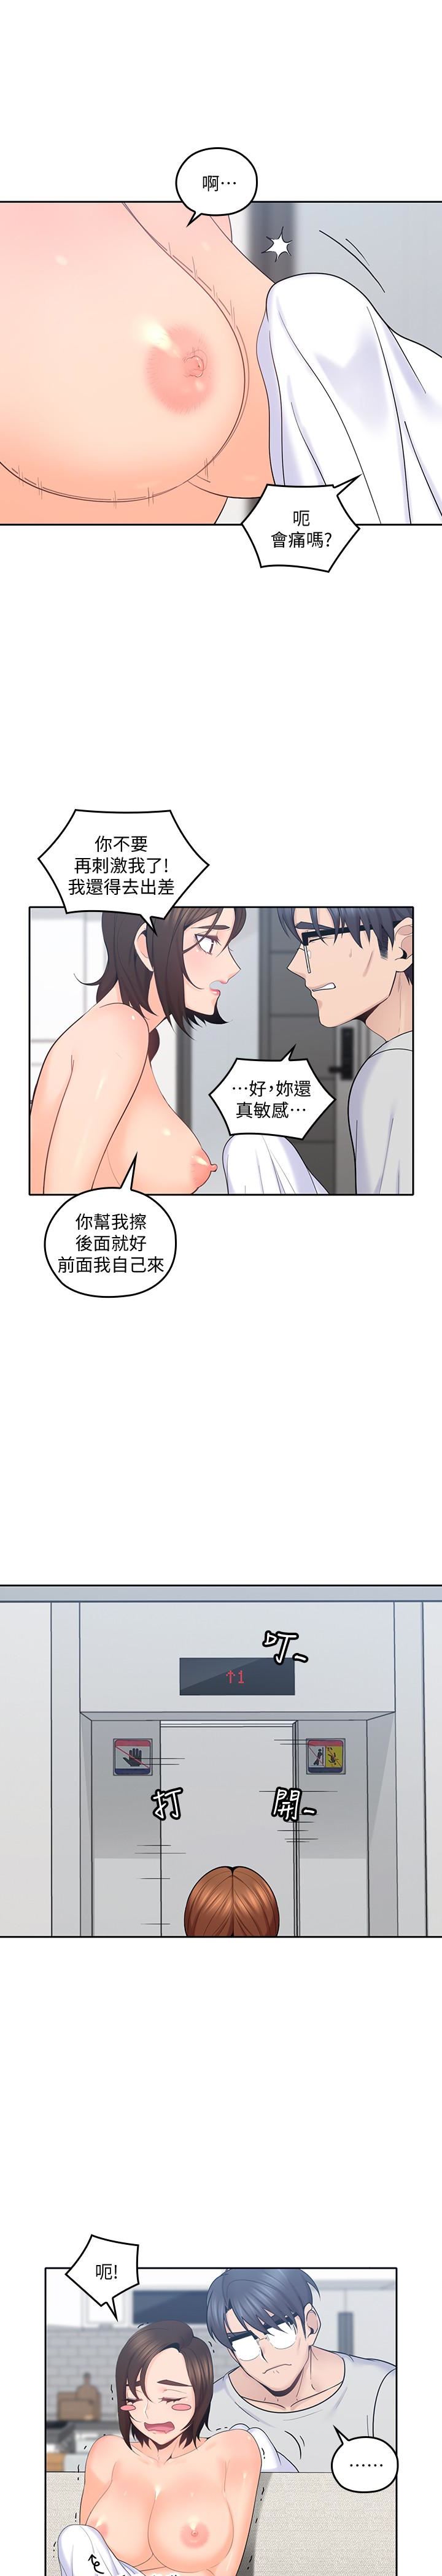 啊…
呃
會痛嗎?
你不要
再刺激我了!
我還得去出差
…好,妳還
真敏感…
你幫我擦
後面就好
前面我自己來
叮~
↑1
打 開~
呃!
……